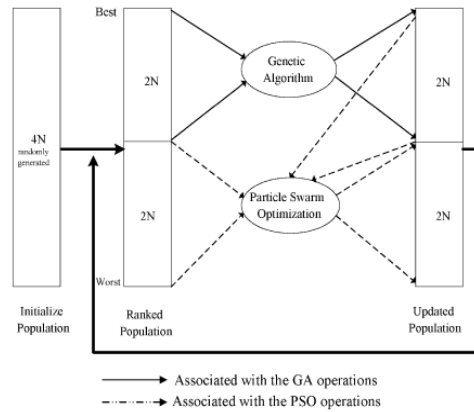 Best
4N
randomly
generated
2N
2N
Worst
Genetic
Algorithm
Particle Swarm
Optimization
2N
2N
Initialize
Population
Ranked
Population
Updated
Population
Associated with the GA operations
Associated with the PSO operations